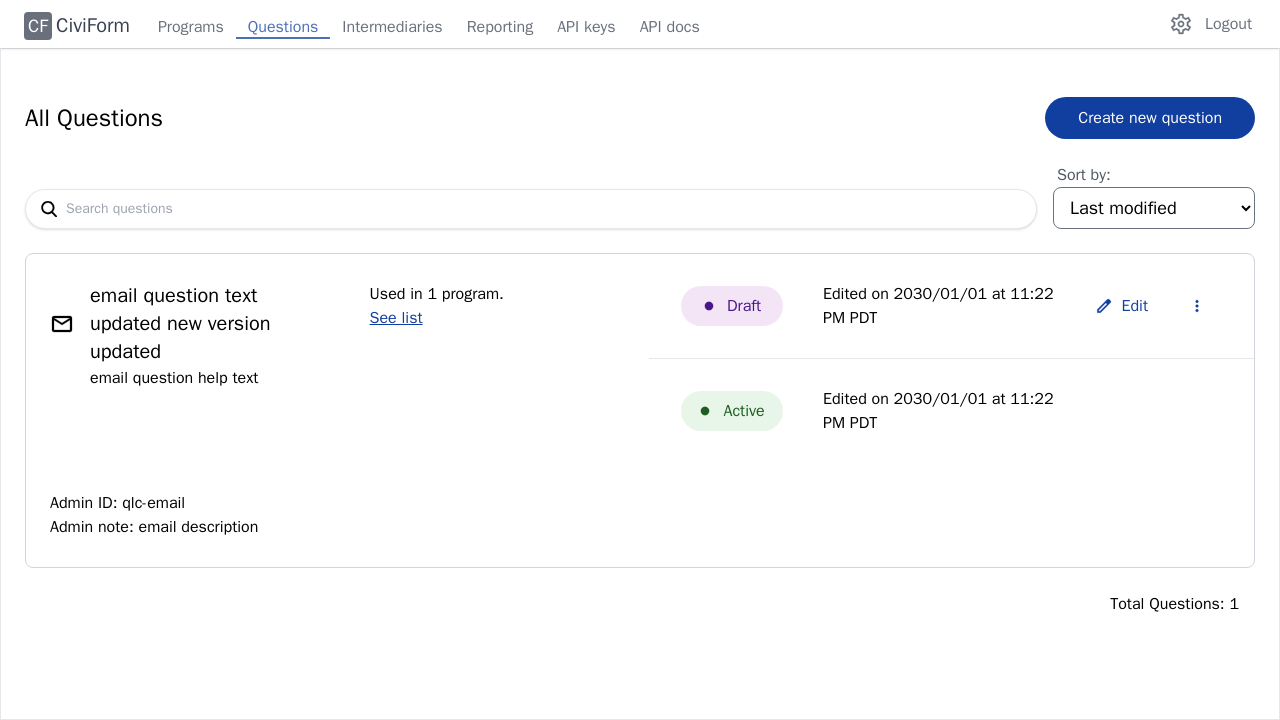 CF CiviForm Programs Questions Intermediaries Reporting API keys API docs Logout
All Questions
Create new question
Sort by:
Search questions
Last modified
email question text
updated new version
updated
email question help text
Used in 1 program.
See list
Draft
Edited on 2030/01/01 at 11:22
PM PDT
Edit
Active
Edited on 2030/01/01 at 11:22
PM PDT
Admin ID: qlc-email
Admin note: email description
Total Questions: 1